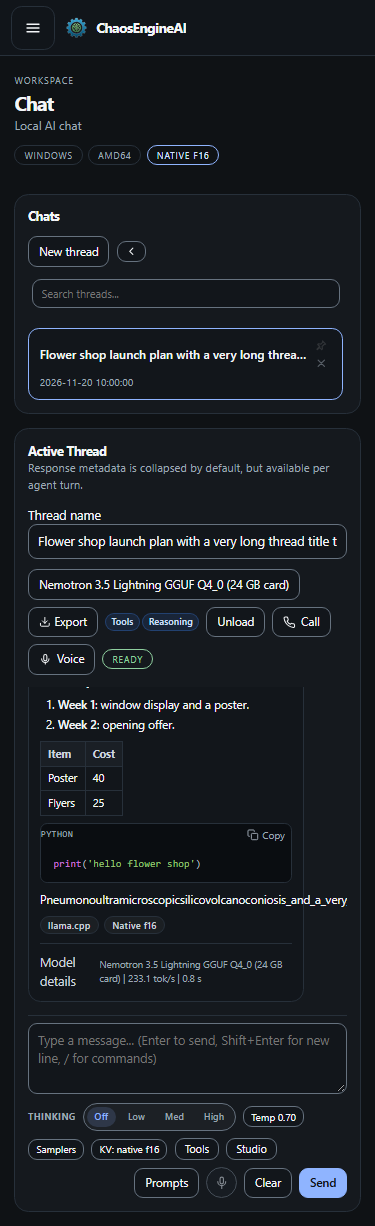 ChaosEngineAI
WORKSPACE
Chat
Local AI chat
WINDOWS AMD64 NATIVE F16
Chats
New thread
Search threads...
Flower shop launch plan with a very long threa...
2026-11-20 10:00:00
Active Thread
Response metadata is collapsed by default, but available per
agent turn.
Thread name
Flower shop launch plan with a very long thread title t
Nemotron 3.5 Lightning GGUF Q4_0 (24 GB card)
Export Tools Reasoning Unload Call
Voice READY
1. Week 1: window display and a poster.
2. Week 2: opening offer.
Item Cost
Poster 40
Flyers 25
PYTHON Copy
print('hello flower shop')
Pneumonoultramicroscopicsilicovolcanoconiosis_and_a_very
llama.cpp Native f16
Model
details
Nemotron 3.5 Lightning GGUF Q4_0 (24 GB
card) | 233.1 tok/s | 0.8 s
Type a message... (Enter to send, Shift+Enter for new
line, / for commands)
THINKING Off Low Med High Temp 0.70
Samplers KV: native f16 Tools Studio
Prompts Clear Send